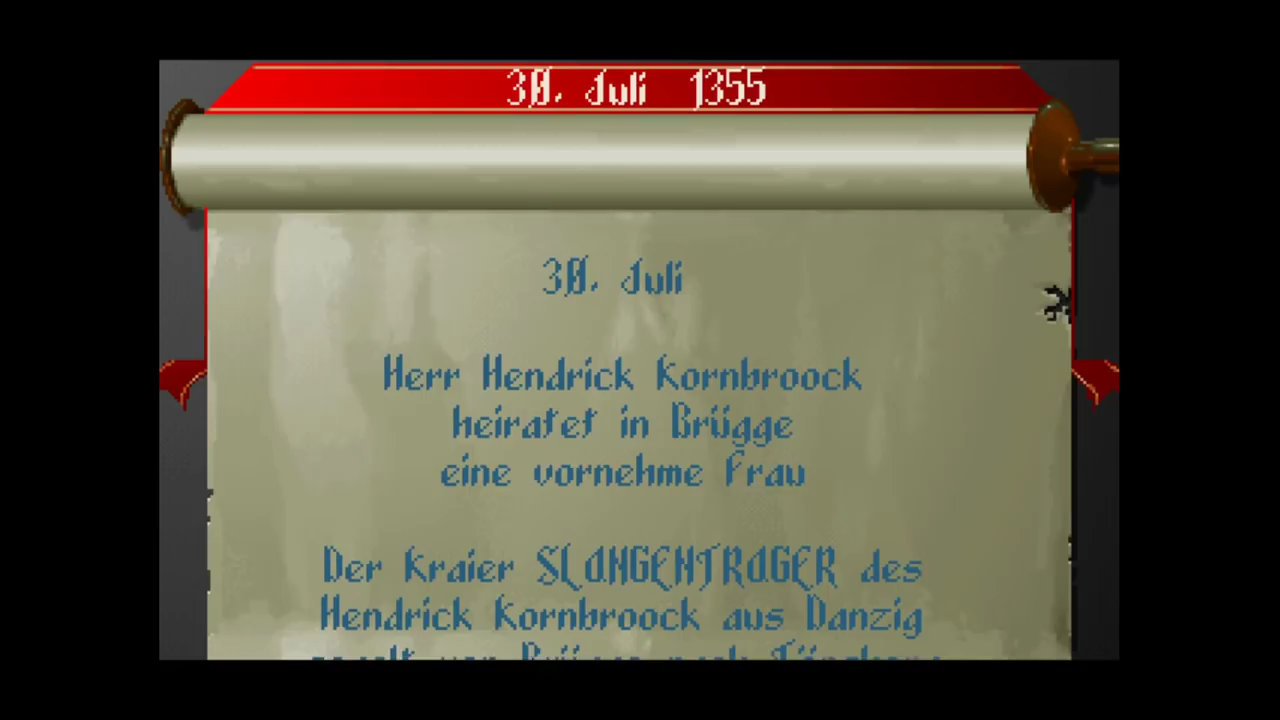 30. Juli 1355
30. Juli
Herr Hendrick Kornbroock
heiratet in Brügge
eine vornehme Frau
Der Kraier SLANGENTRAGER des
Hendrick Kornbroock aus Danzig